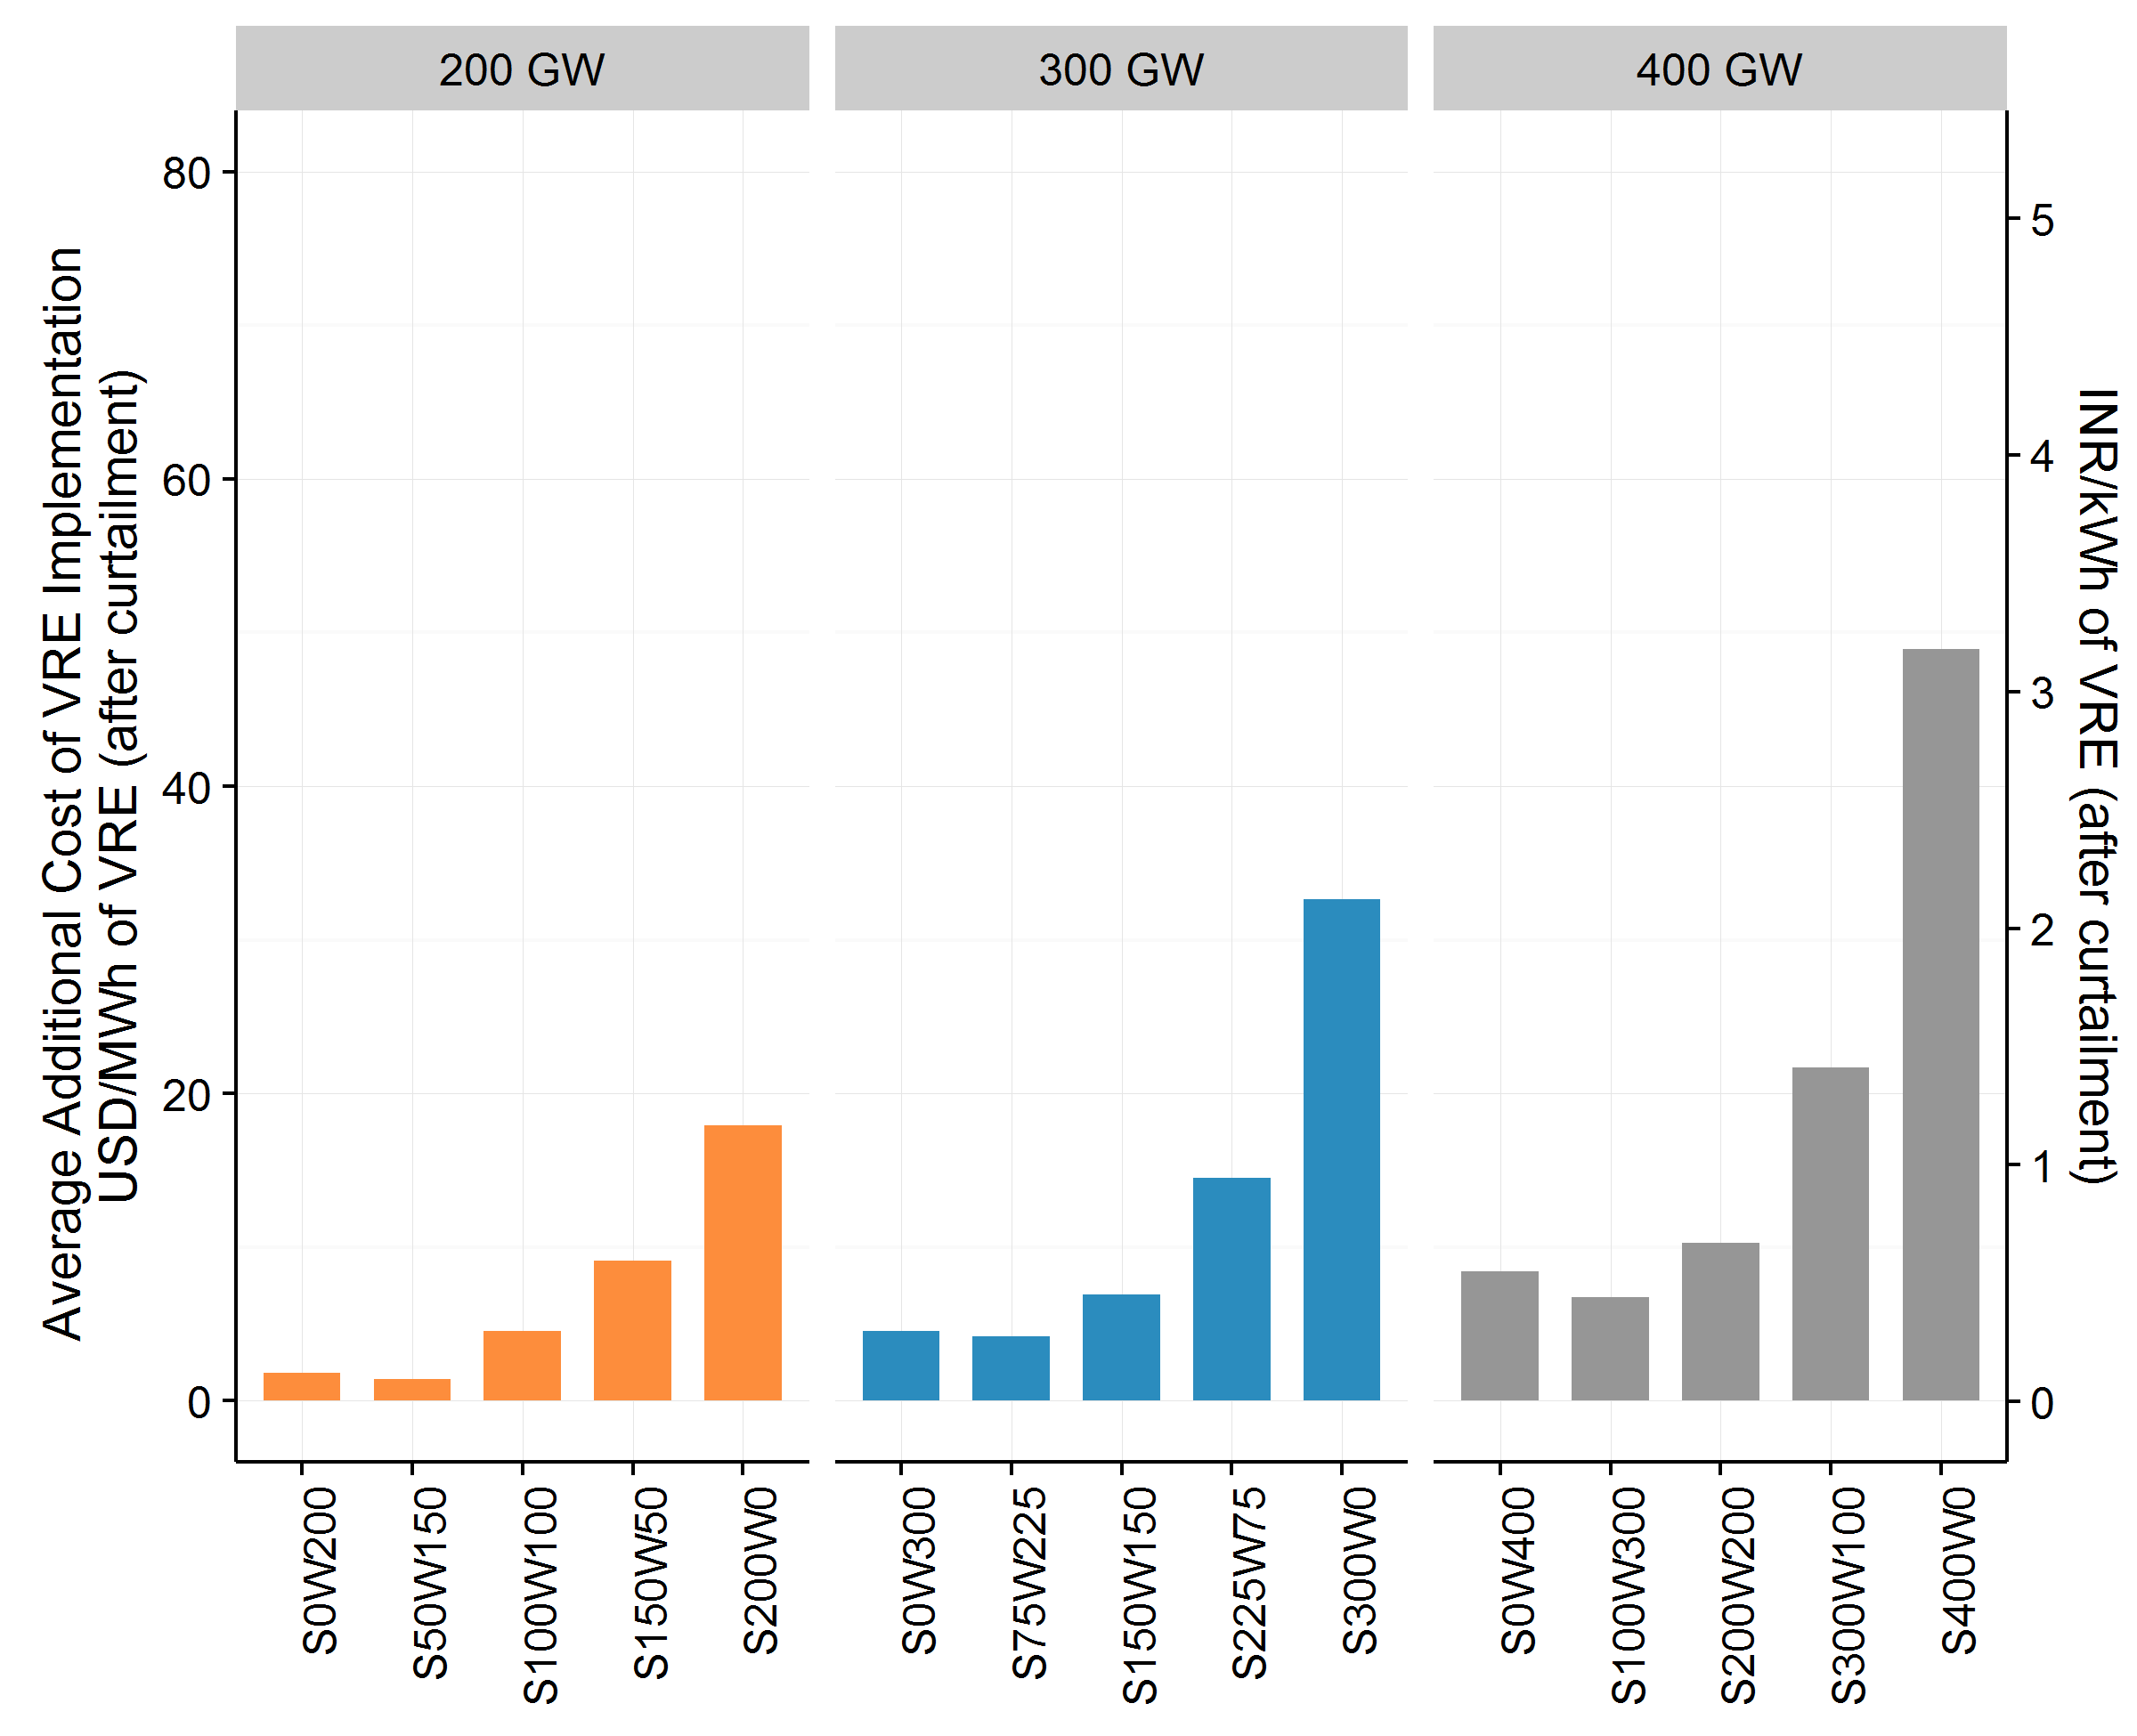 200 GW
300 GW
400 GW
Average Additional Cost of VRE Implementation
USD/MWh of VRE (after curtailment)
80
60
40
20
0
5
4
3
2
1
0
INR/kWh of VRE (after curtailment)
S0W200
S50W150
S100W100
S150W50
S200W0
S0W300
S75W225
S150W150
S225W75
S300W0
S0W400
S100W300
S200W200
S300W100
S400W0